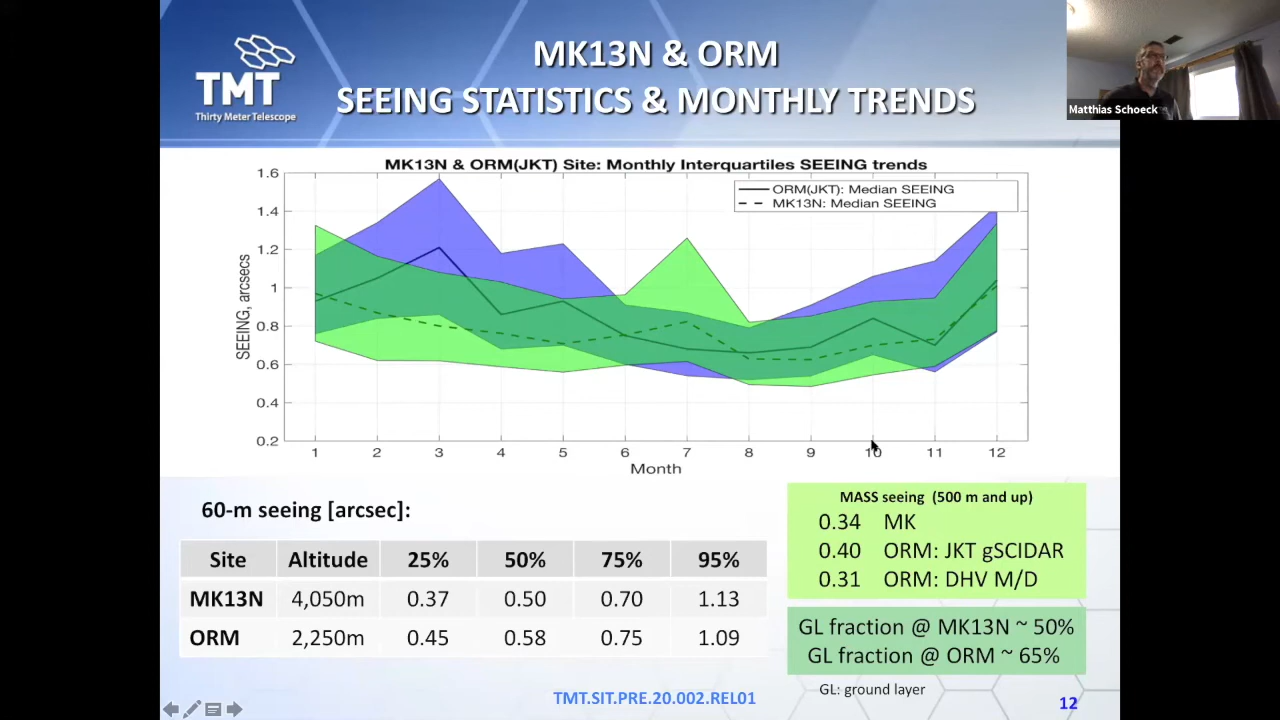 TMT
Thirty Meter Telescope
MK13N & ORM
SEEING STATISTICS & MONTHLY TRENDS
Matthias Schoeck
MK13N & ORM(JKT) Site: Monthly Interquartiles SEEING trends
ORM(JKT): Median SEEING
MK13N: Median SEEING
SEEING, arcsecs
1.6
1.4
1.2
1
0.8
0.6
0.4
0.2
1 2 3 4 5 6 7 8 9 10 11 12
Month
60-m seeing [arcsec]:
Site Altitude 25% 50% 75% 95%
MK13N 4,050m 0.37 0.50 0.70 1.13
ORM 2,250m 0.45 0.58 0.75 1.09
MASS seeing (500 m and up)
0.34 MK
0.40 ORM: JKT gSCIDAR
0.31 ORM: DHV M/D
GL fraction @ MK13N ~ 50%
GL fraction @ ORM ~ 65%
GL: ground layer
TMT.SIT.PRE.20.002.REL01
12